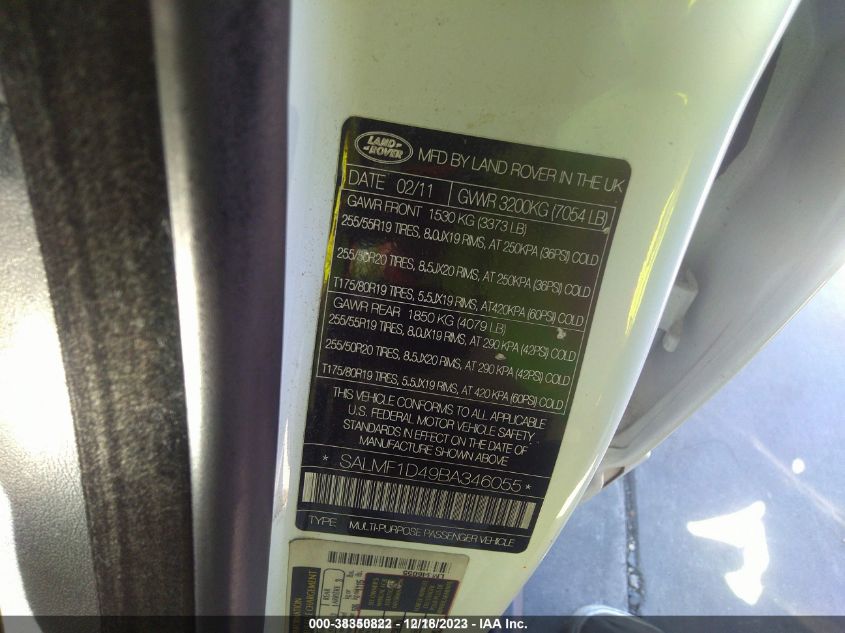 LAND
ROVER
MFD BY LAND ROVER IN THE UK
DATE 02/11 GWWR 3200KG (7054 LB)
GAWR FRONT 1530 KG (3373 LB)
255/55R19 TIRES, 8.0JX19 RIMS, AT 250KPA (36PSI) COLD
255/50R20 TIRES, 8.5JX20 RIMS, AT 250KPA (36PSI) COLD
T175/80R19 TIRES, 5.5JX19 RIMS, AT420KPA (60PSI) COLD
GAWR REAR 1850 KG (4079 LB)
255/55R19 TIRES, 8.0JX19 RIMS, AT 290 KPA (42PSI) COLD
255/50R20 TIRES, 8.5JX20 RIMS, AT 290 KPA (42PSI) COLD
T175/80R19 TIRES, 5.5JX19 RIMS, AT 420 KPA (60PSI) COLD
THIS VEHICLE CONFORMS TO ALL APPLICABLE
U.S. FEDERAL MOTOR VEHICLE SAFETY
STANDARDS IN EFFECT ON THE DATE OF
MANUFACTURE SHOWN ABOVE
* SALMF1D49BA346055 *
TYPE MULTI-PURPOSE PASSENGER VEHICLE
000-38350822 - 12/18/2023 - IAA Inc.